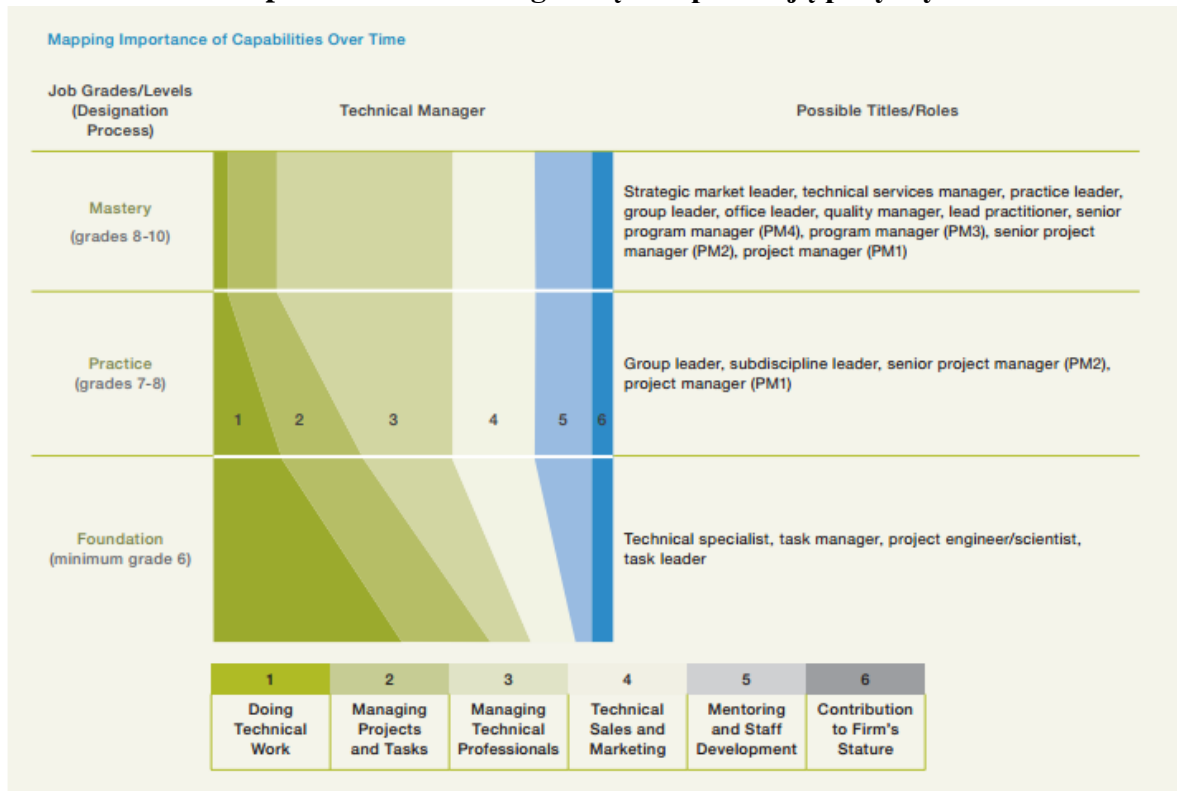 Mapping Importance of Capabilities Over Time
Job Grades/Levels
(Designation
Process)
Technical Manager
Possible Titles/Roles
Mastery
(grades 8-10)
Strategic market leader, technical services manager, practice leader,
group leader, office leader, quality manager, lead practitioner, senior
program manager (PM4), program manager (PM3), senior project
manager (PM2), project manager (PM1)
Practice
(grades 7-8)
1 2 3 4 5 6
Group leader, subdiscipline leader, senior project manager (PM2),
project manager (PM1)
Foundation
(minimum grade 6)
Technical specialist, task manager, project engineer/scientist,
task leader
1 2 3 4 5 6
Doing
Technical
Work
Managing
Projects
and Tasks
Managing
Technical
Professionals
Technical
Sales and
Marketing
Mentoring
and Staff
Development
Contribution
to Firm's
Stature